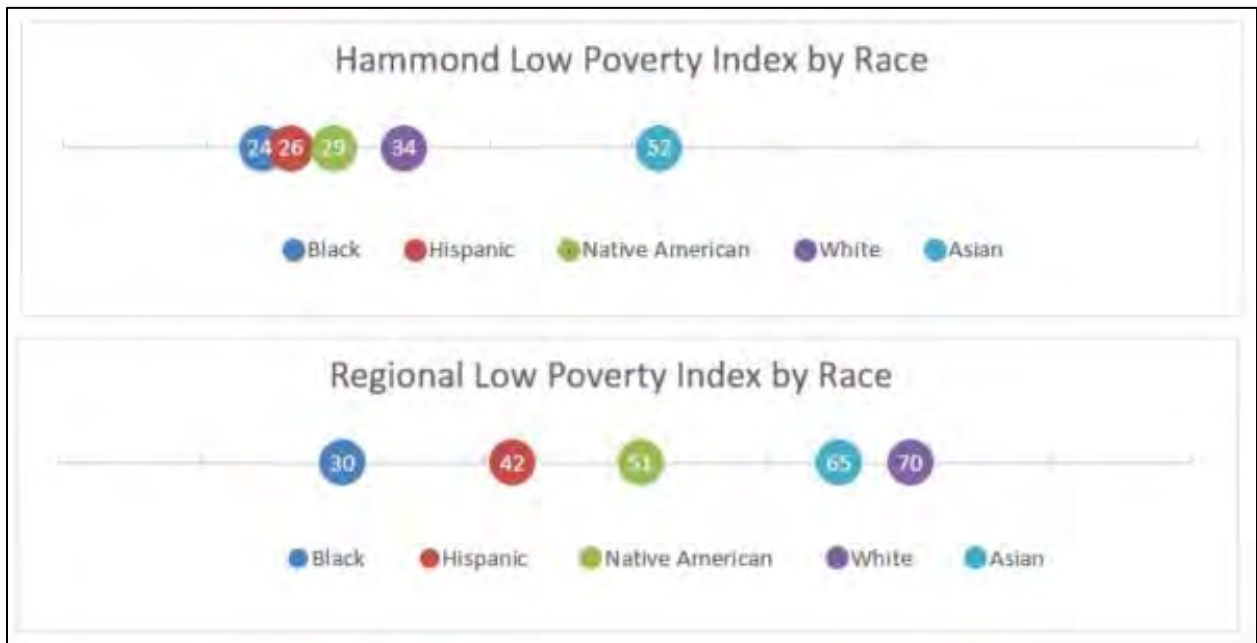 Hammond Low Poverty Index by Race
24 26 29 34 52
Black Hispanic Native American White Asian
Regional Low Poverty Index by Race
30 42 51 65 70
Black Hispanic Native American White Asian